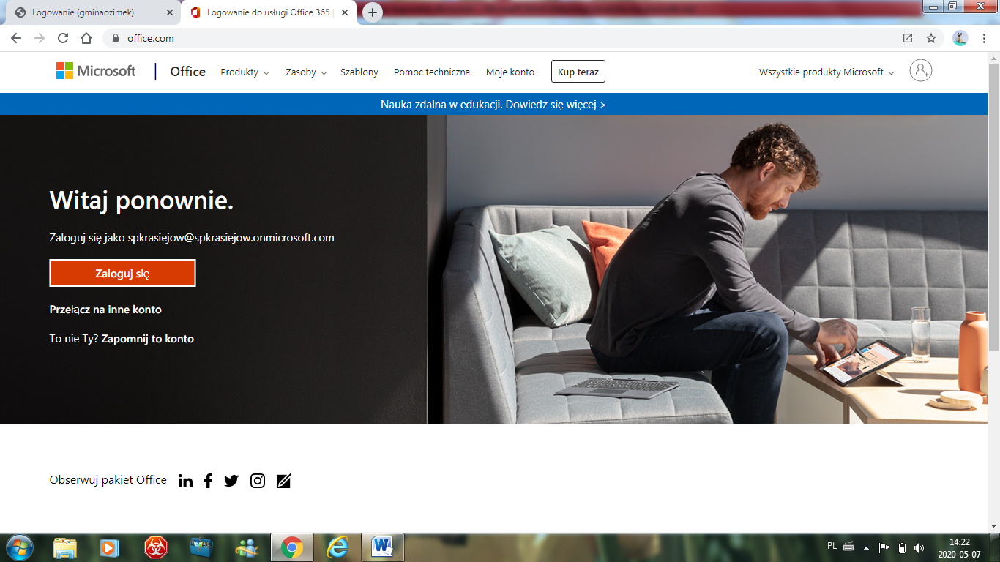 Logowanie (gminaozimek)
Logowanie do usługi Office 365 |
office.com
Microsoft
Office
Produkty
Zasoby
Szablony
Pomoc techniczna
Moje konto
Kup teraz
Wszystkie produkty Microsoft
Nauka zdalna w edukacji. Dowiedz się więcej >
Witaj ponownie.
Zaloguj się jako spkrasiejow@spkrasiejow.onmicrosoft.com
Zaloguj się
Przełącz na inne konto
To nie Ty? Zapomnij to konto
Obserwuj pakiet Office
PL
14:22
2020-05-07